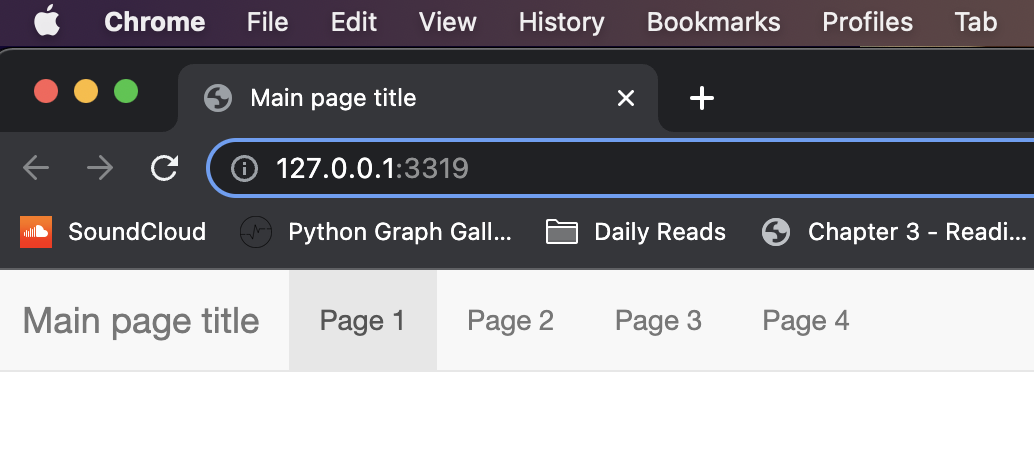 Chrome File Edit View History Bookmarks Profiles Tab
Main page title
127.0.0.1:3319
SoundCloud Python Graph Gall... Daily Reads Chapter 3 - Readi...
Main page title Page 1 Page 2 Page 3 Page 4